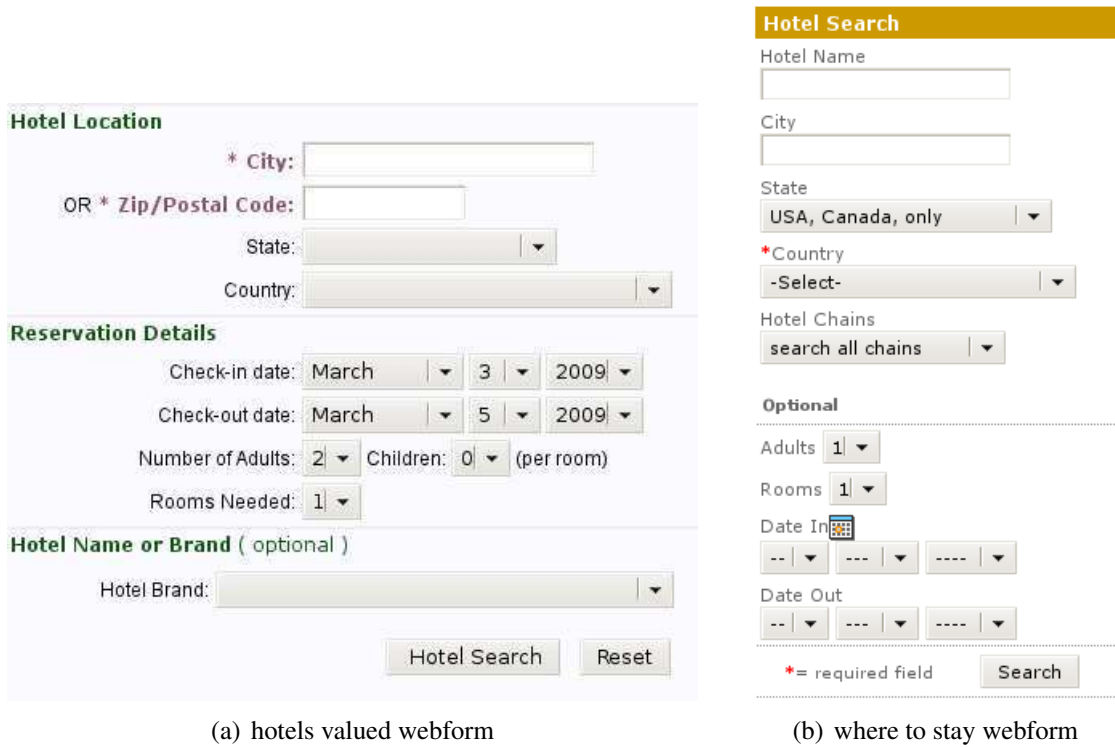 Hotel Location
* City:
OR * Zip/Postal Code:
State:
Country:
Reservation Details
Check-in date: March 3 2009
Check-out date: March 5 2009
Number of Adults: 2 Children: 0 (per room)
Rooms Needed: 1
Hotel Name or Brand ( optional )
Hotel Brand:
Hotel Search Reset
(a) hotels valued webform
Hotel Search
Hotel Name
City
State
USA, Canada, only
*Country
-Select-
Hotel Chains
search all chains
Optional
Adults 1
Rooms 1
Date In
-- --- ----
Date Out
-- --- ----
*= required field Search
(b) where to stay webform